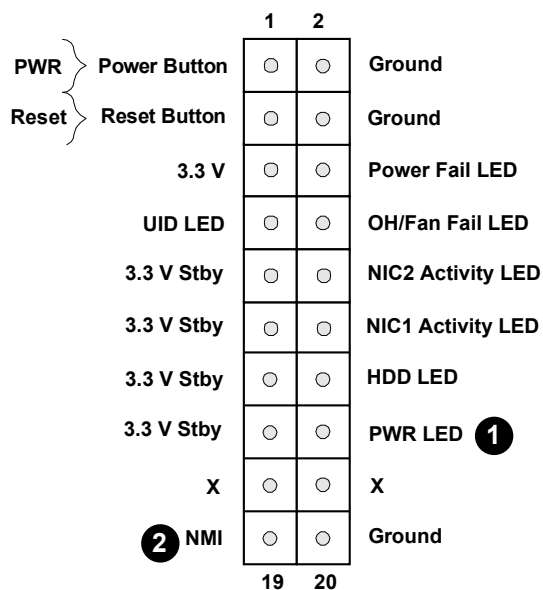 1 2
PWR Power Button Ground
Reset Reset Button Ground
3.3 V Power Fail LED
UID LED OH/Fan Fail LED
3.3 V Stby NIC2 Activity LED
3.3 V Stby NIC1 Activity LED
3.3 V Stby HDD LED
3.3 V Stby PWR LED 1
X X
2 NMI Ground
19 20